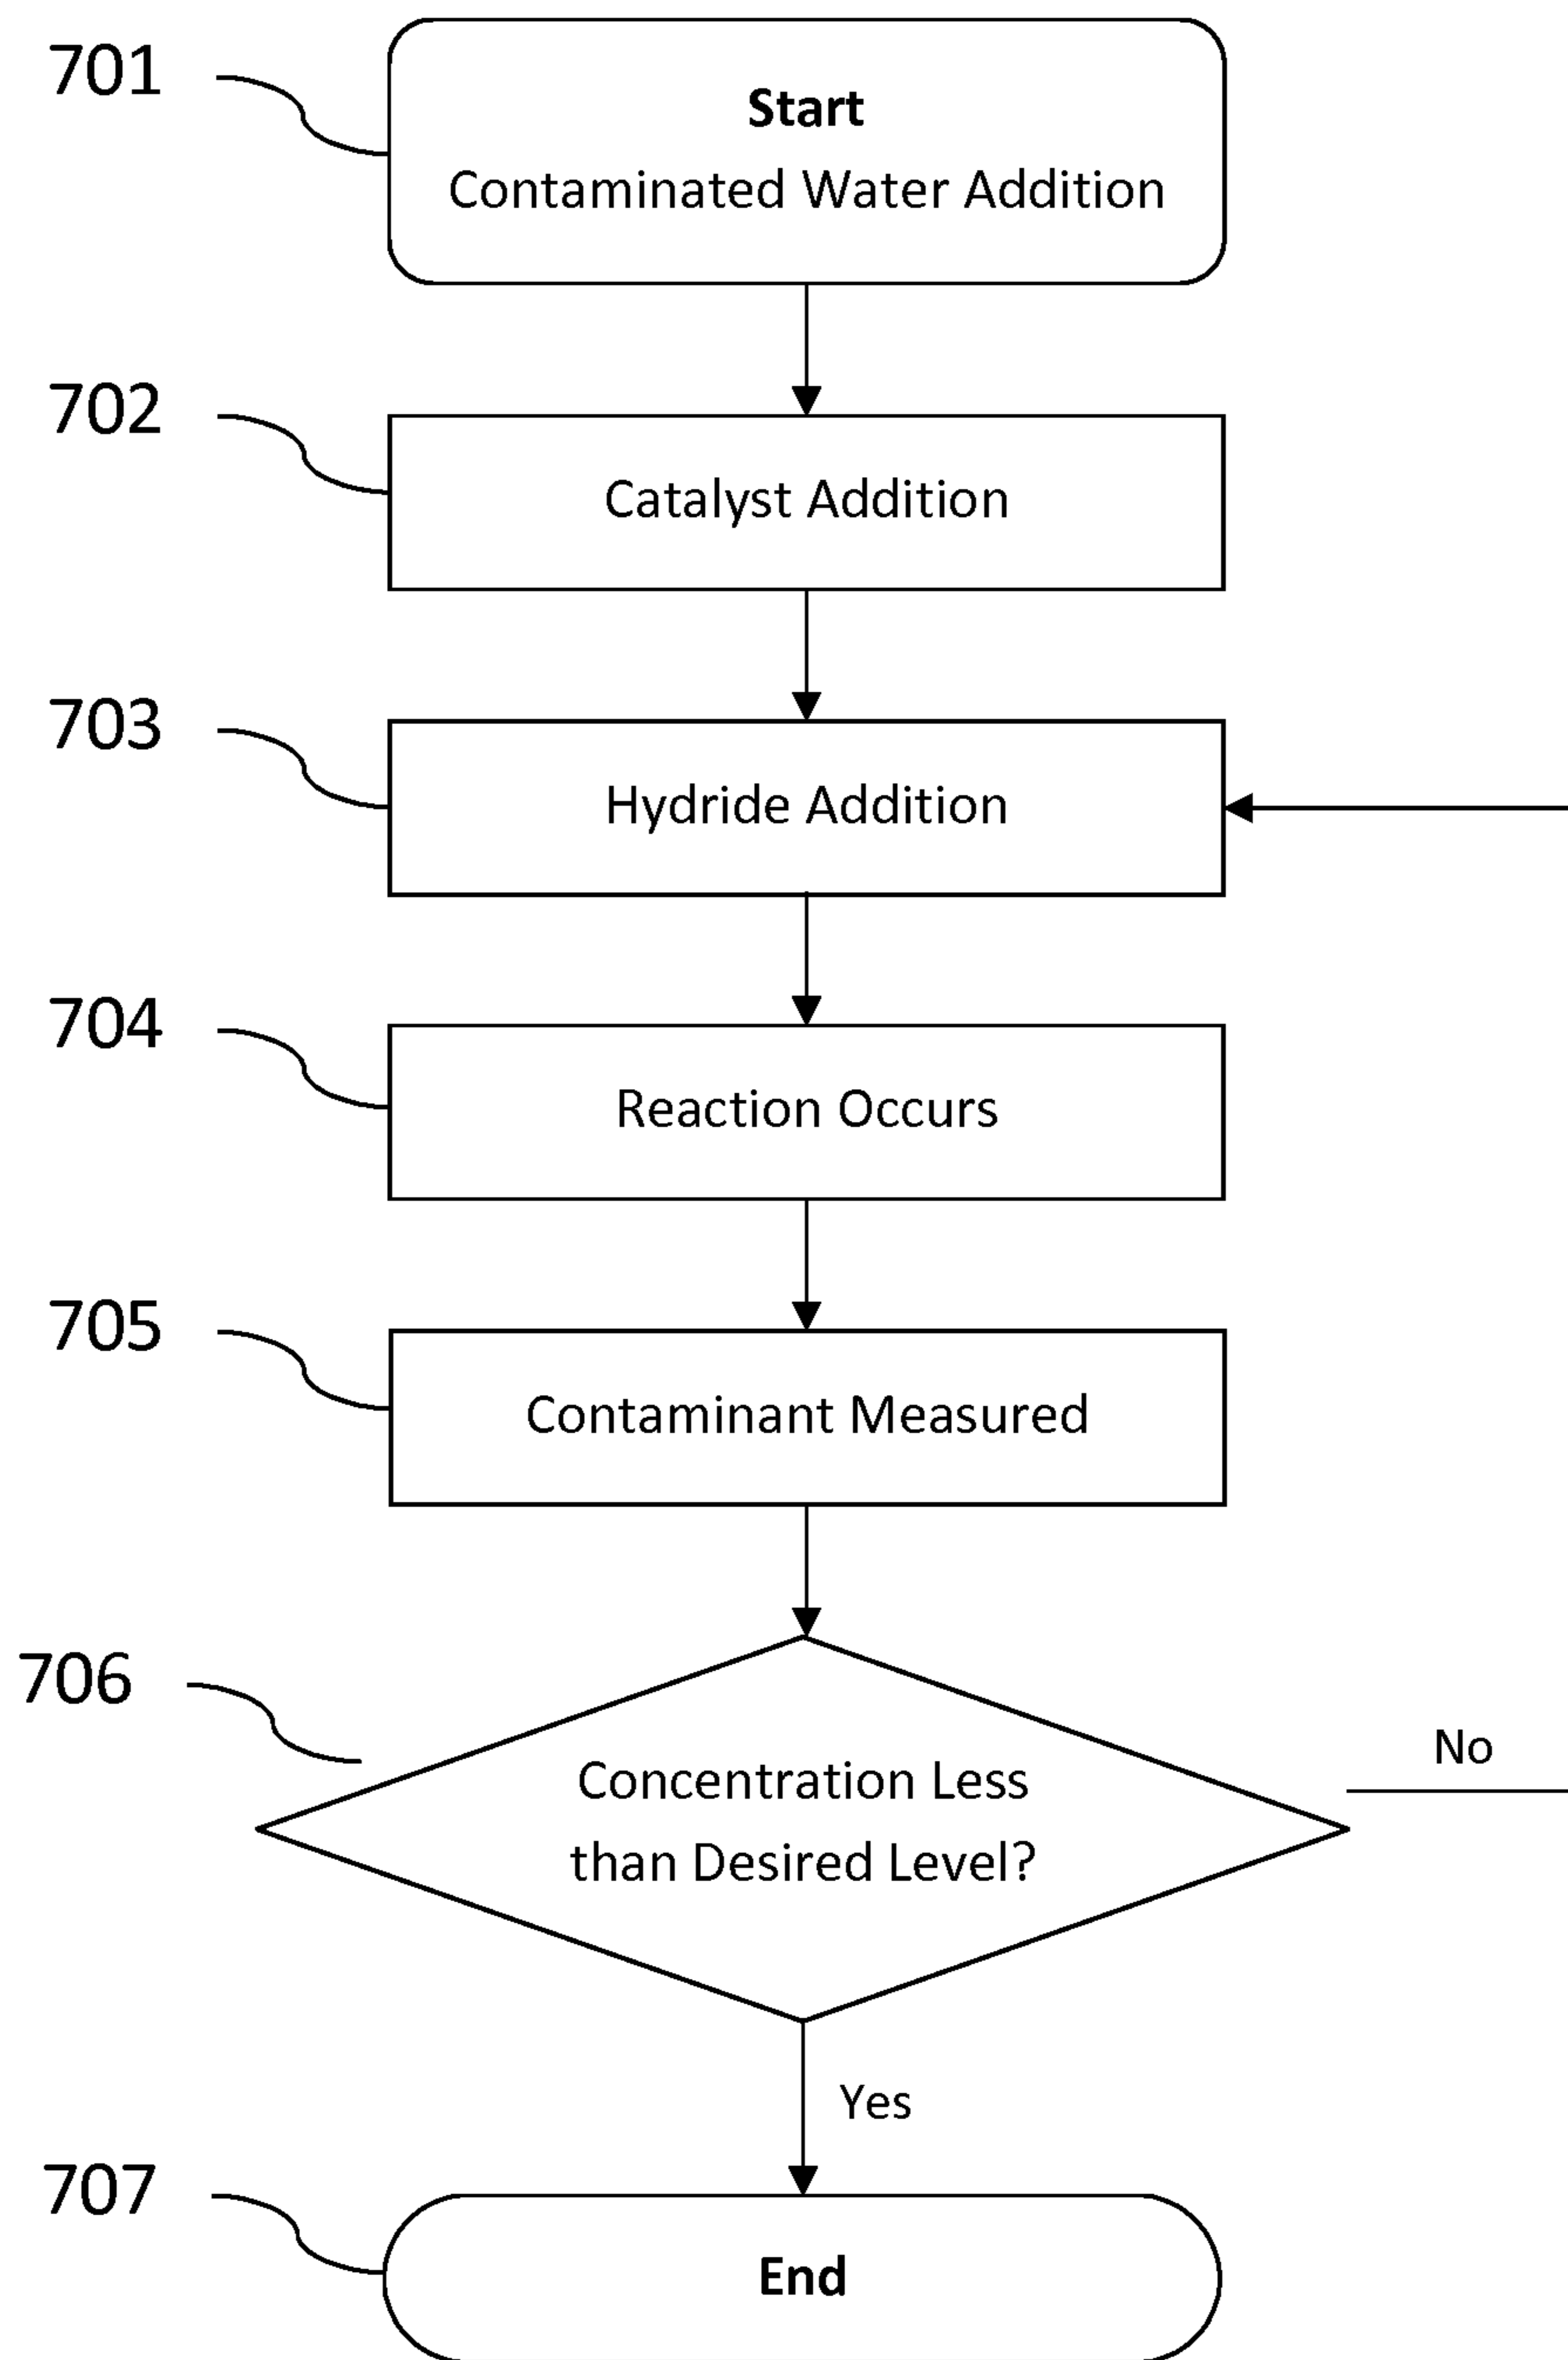 701
Start
Contaminated Water Addition
702
Catalyst Addition
703
Hydride Addition
704
Reaction Occurs
705
Contaminant Measured
706
Concentration Less
than Desired Level?
No
Yes
707
End